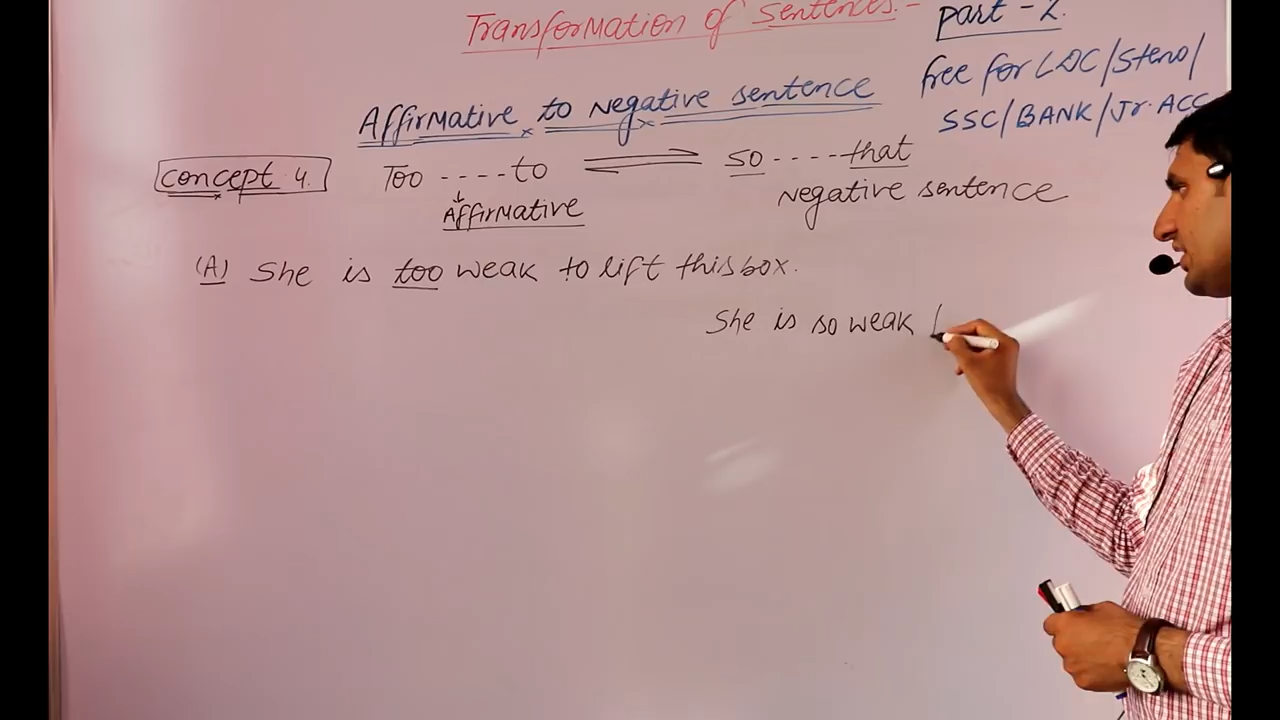 Transformation of sentences.-
part - 2.
free for LDC/Steno/
SSC/BANK/Jr. ACC
Affirmative to Negative sentence
concept 4. Too ----to ⇌ so ----that
Affirmative
negative sentence
(A) She is too weak to lift this box.
She is so weak